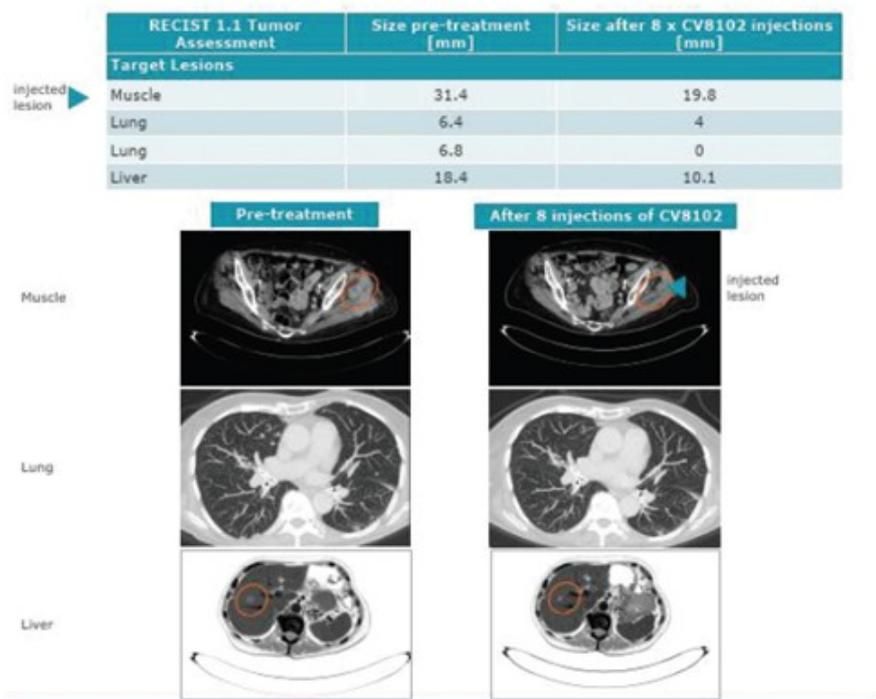 RECIST 1.1 Tumor Assessment Size pre-treatment [mm] Size after 8 x CV8102 injections [mm]
Target Lesions
injected lesion
Muscle 31.4 19.8
Lung 6.4 4
Lung 6.8 0
Liver 18.4 10.1
Pre-treatment After 8 injections of CV8102
Muscle
injected lesion
Lung
Liver